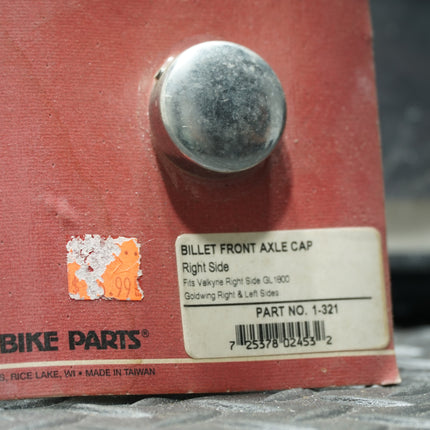 BILLET FRONT AXLE CAP
Right Side
Fits Valkyrie Right Side GL1800
Goldwing Right & Left Sides
PART NO. 1-321
7 25378 02453 2
.99
BIKE PARTS®
RICE LAKE, WI • MADE IN TAIWAN